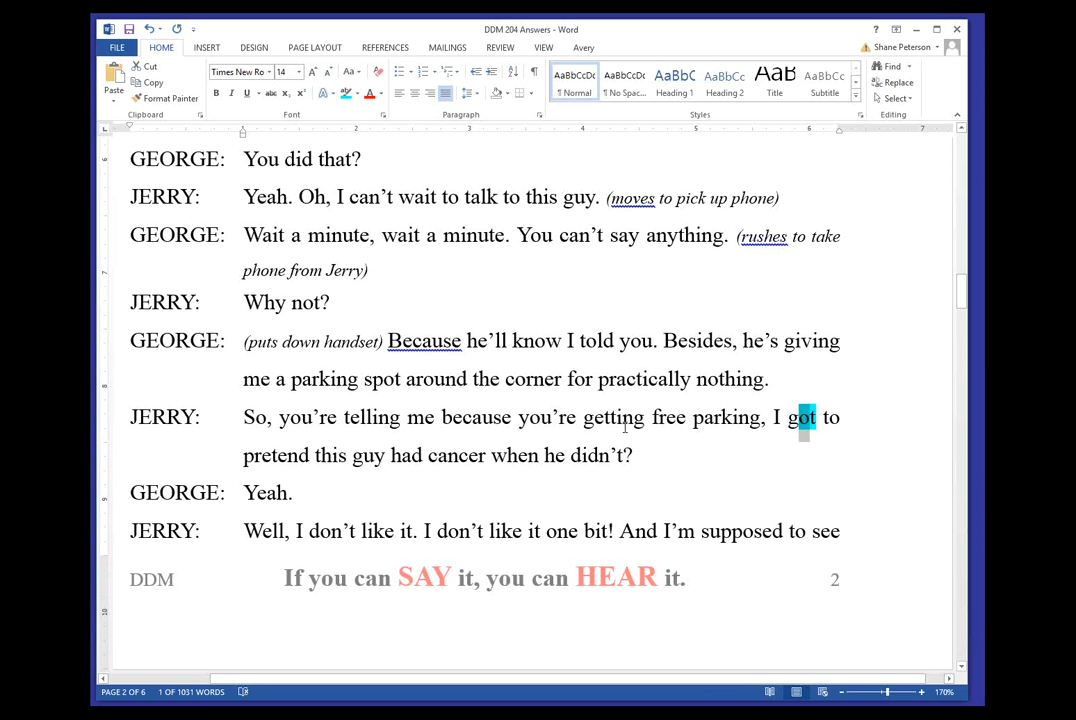 DDM 204 Answers - Word
FILE HOME INSERT DESIGN PAGE LAYOUT REFERENCES MAILINGS REVIEW VIEW Avery Shane Peterson
Cut
Copy
Format Painter
Paste
Clipboard
Times New Ro 14
Font
Paragraph
AaBbCcDc AaBbCcDc AaBbC AaBbCc AaB AaBbCc
¶ Normal ¶ No Spac... Heading 1 Heading 2 Title Subtitle
Styles
Find
Replace
Select
Editing
1 2 3 4 5 6 7
GEORGE: You did that?
JERRY: Yeah. Oh, I can't wait to talk to this guy. (moves to pick up phone)
GEORGE: Wait a minute, wait a minute. You can't say anything. (rushes to take
phone from Jerry)
JERRY: Why not?
GEORGE: (puts down handset) Because he'll know I told you. Besides, he's giving
me a parking spot around the corner for practically nothing.
JERRY: So, you're telling me because you're getting free parking, I got to
pretend this guy had cancer when he didn't?
GEORGE: Yeah.
JERRY: Well, I don't like it. I don't like it one bit! And I'm supposed to see
DDM If you can SAY it, you can HEAR it. 2
PAGE 2 OF 6 1 OF 1031 WORDS 170%